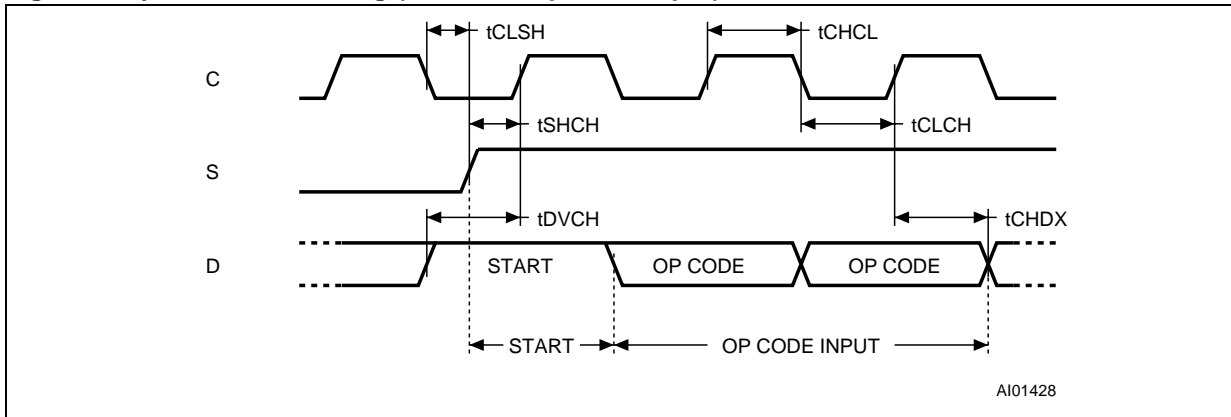 tCLSH
tCHCL
C
tSHCH
tCLCH
S
tDVCH
tCHDX
D
START
OP CODE
OP CODE
START
OP CODE INPUT
AI01428